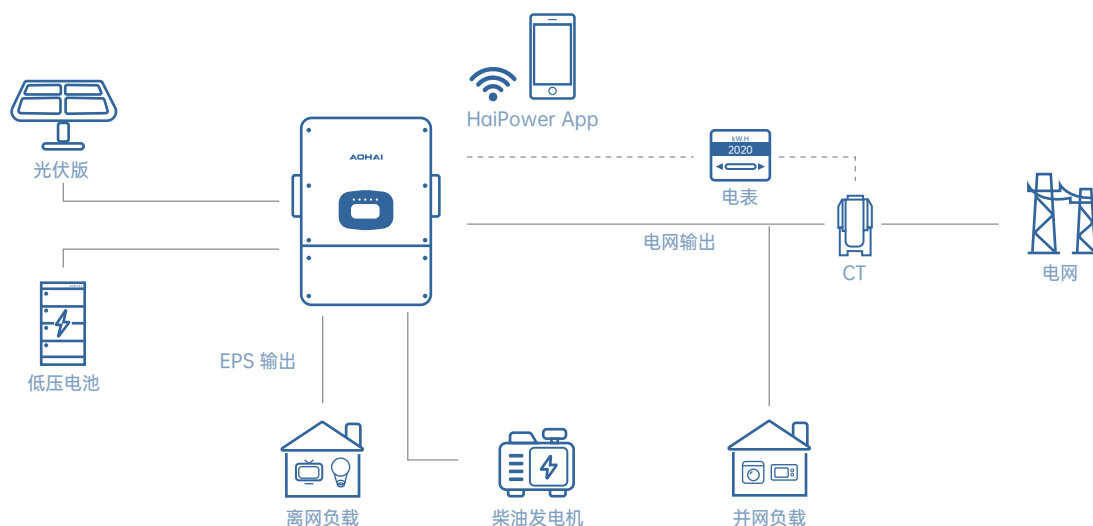 HaiPower App
AOHAI
kW.H
2020
光伏版
电表
电网输出
CT
电网
EPS 输出
低压电池
离网负载
柴油发电机
并网负载